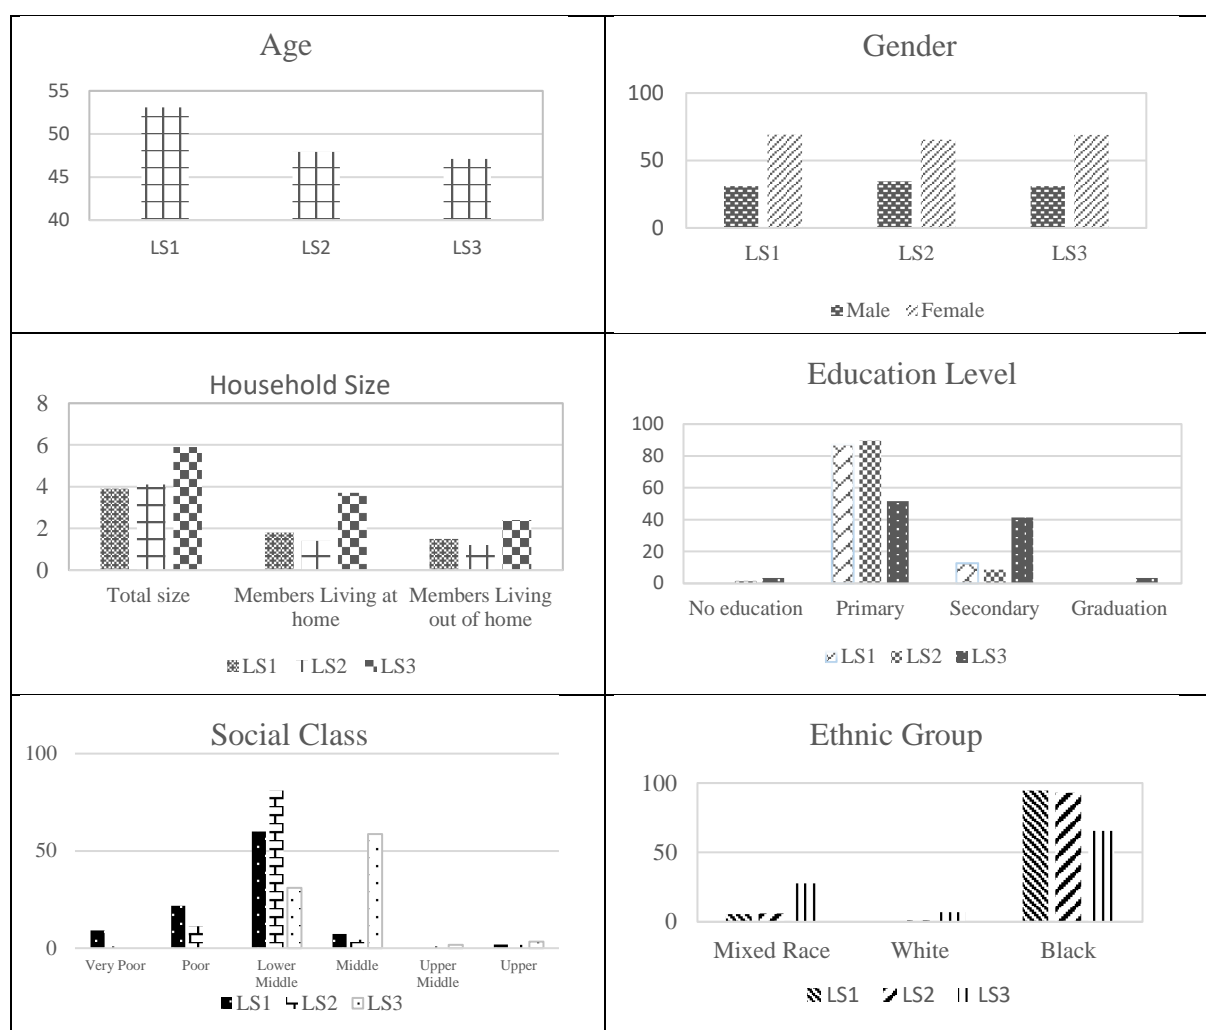 Age
55
50
45
40
LS1 LS2 LS3
Gender
100
50
0
LS1 LS2 LS3
Male Female
Household Size
8
6
4
2
0
Total size Members Living at home Members Living out of home
LS1 LS2 LS3
Education Level
100
80
60
40
20
0
No education Primary Secondary Graduation
LS1 LS2 LS3
Social Class
100
50
0
Very Poor Poor Lower Middle Middle Upper Middle Upper
LS1 LS2 LS3
Ethnic Group
100
50
0
Mixed Race White Black
LS1 LS2 LS3